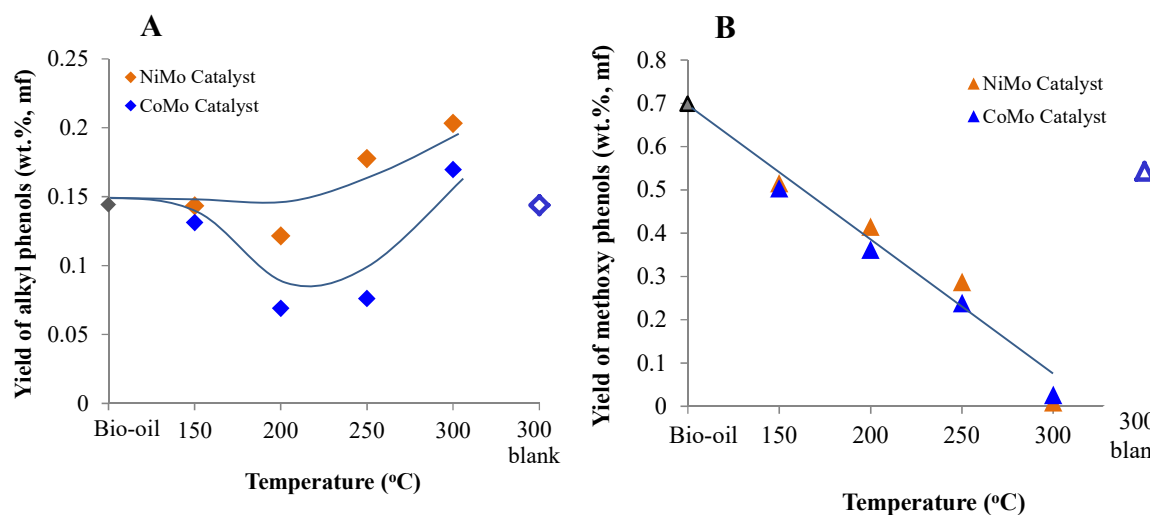 A
Yield of alkyl phenols (wt.%, mf)
0.25
0.2
0.15
0.1
0.05
0
NiMo Catalyst
CoMo Catalyst
Bio-oil 150 200 250 300 300
blank
Temperature (°C)
B
Yield of methoxy phenols (wt.%, mf)
0.8
0.7
0.6
0.5
0.4
0.3
0.2
0.1
0
NiMo Catalyst
CoMo Catalyst
Bio-oil 150 200 250 300 300
blan
Temperature (°C)